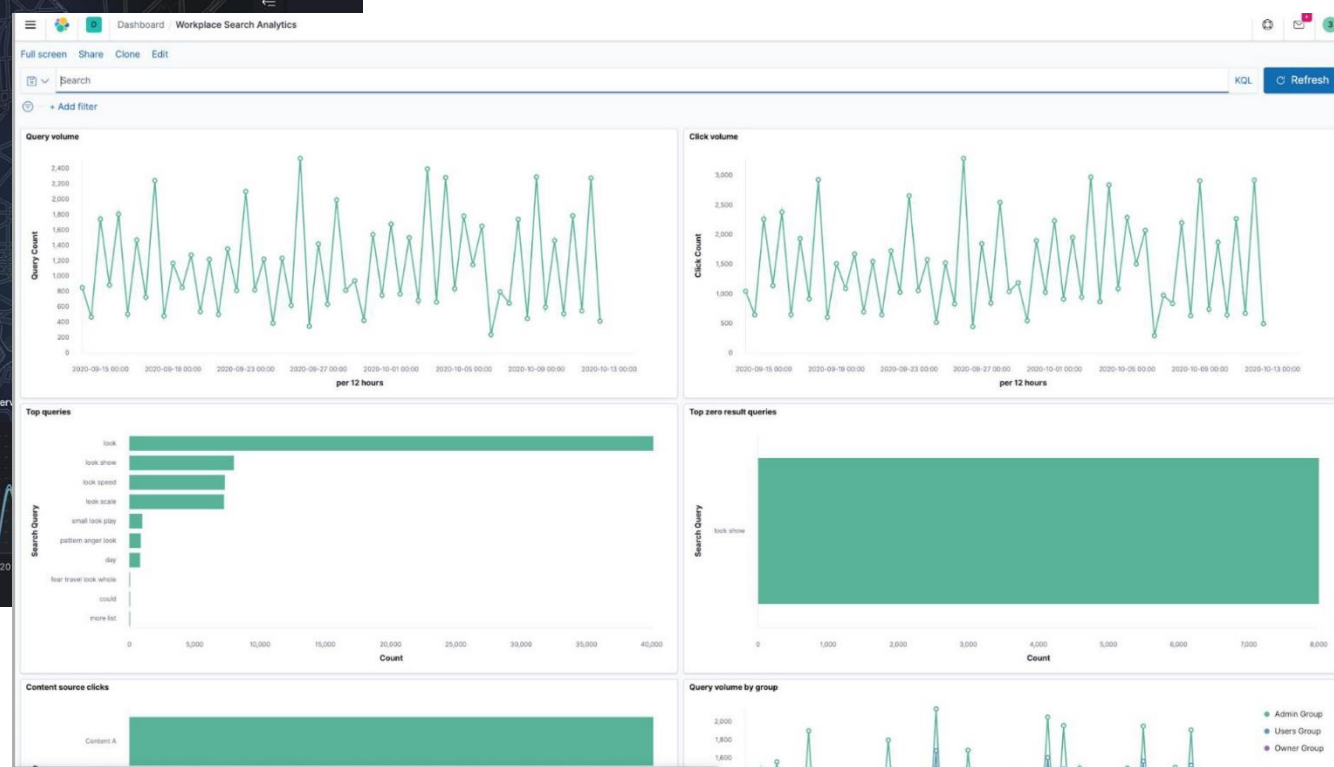 D Dashboard / Workplace Search Analytics
Full screen Share Clone Edit
Search KQL Refresh
+ Add filter
Query volume
2,400
2,200
2,000
1,800
1,600
1,400
1,200
1,000
800
600
400
200
0
Query Count
2020-09-15 00:00 2020-09-19 00:00 2020-09-23 00:00 2020-09-27 00:00 2020-10-01 00:00 2020-10-05 00:00 2020-10-09 00:00 2020-10-13 00:00
per 12 hours
Click volume
3,000
2,500
2,000
1,500
1,000
500
0
Click Count
2020-09-15 00:00 2020-09-19 00:00 2020-09-23 00:00 2020-09-27 00:00 2020-10-01 00:00 2020-10-05 00:00 2020-10-09 00:00 2020-10-13 00:00
per 12 hours
Top queries
Search Query
look
look show
look speed
look scale
small look play
pattern anger look
day
fear travel look whole
could
more list
0 5,000 10,000 15,000 20,000 25,000 30,000 35,000 40,000
Count
Top zero result queries
Search Query
look show
0 1,000 2,000 3,000 4,000 5,000 6,000 7,000 8,000
Count
Content source clicks
Content A
Query volume by group
2,000
1,800
1,600
Admin Group
Users Group
Owner Group
20